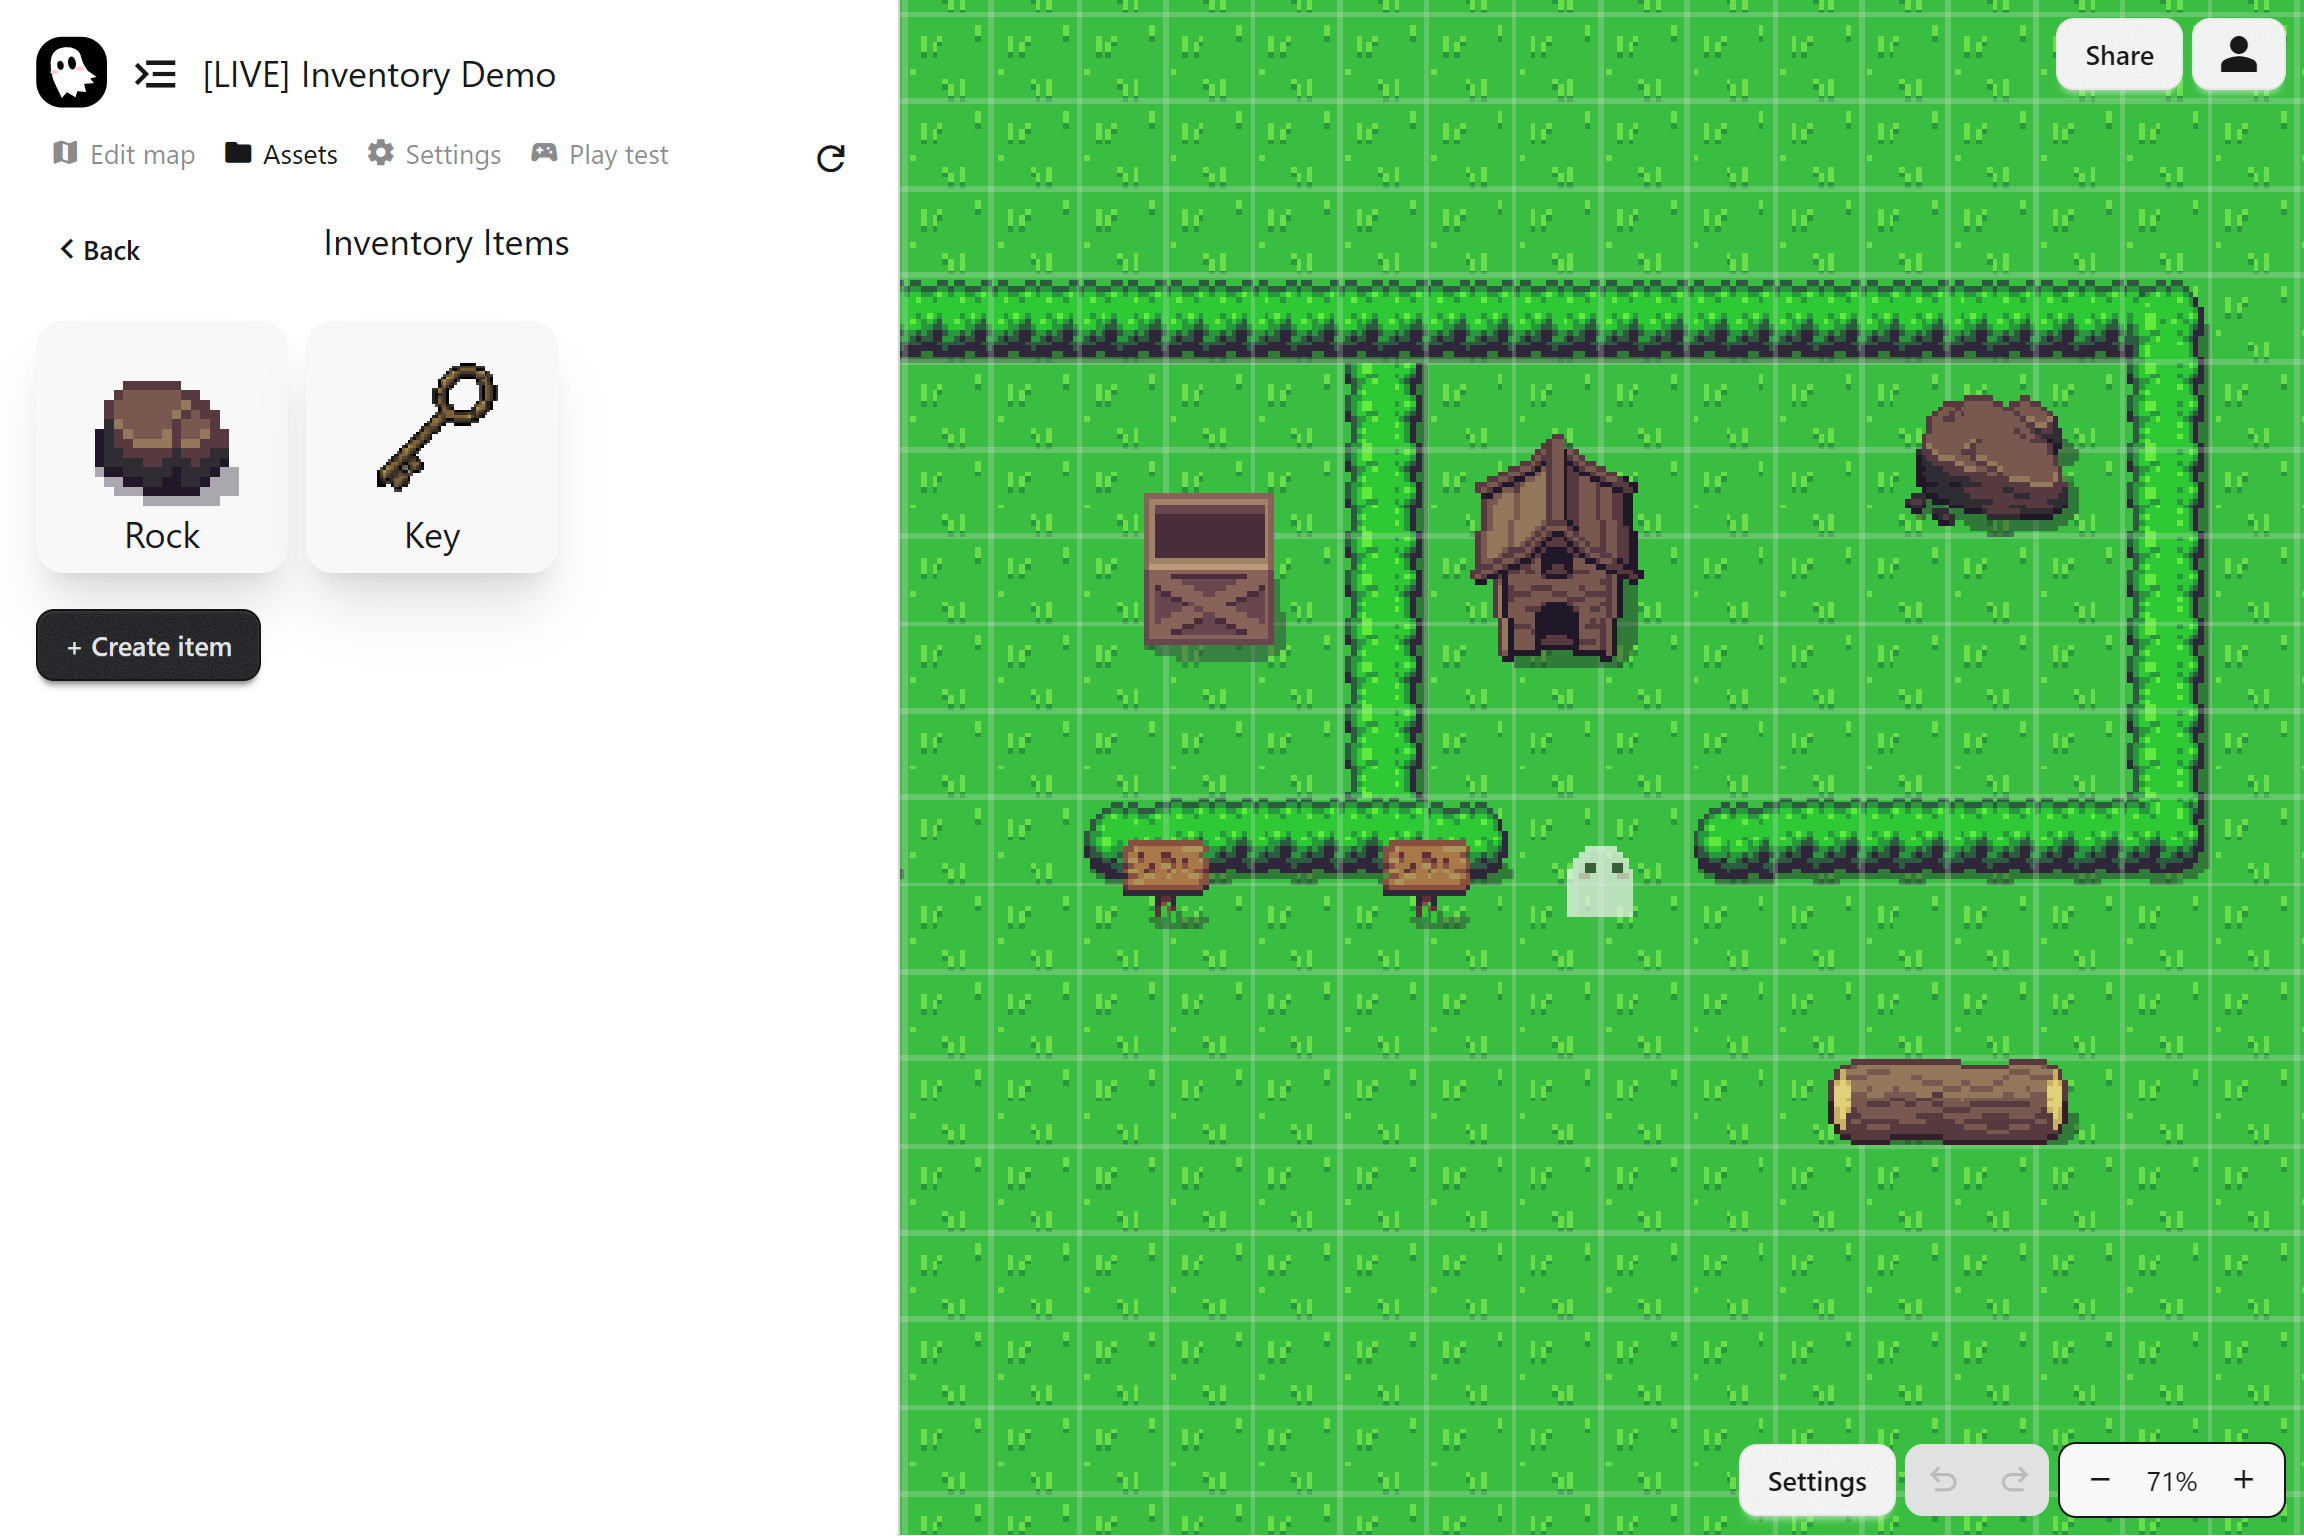 [LIVE] Inventory Demo
Edit map Assets Settings Play test
Back
Inventory Items
Rock
Key
+ Create item
Share
Settings
71%